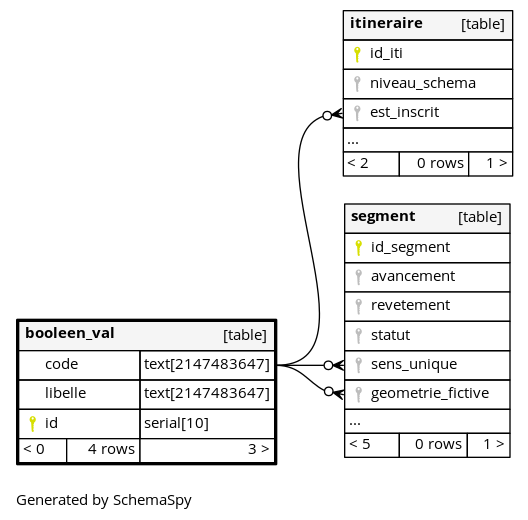 itineraire [table]
id_iti
niveau_schema
est_inscrit
...
< 2 0 rows 1 >
segment [table]
id_segment
avancement
revetement
statut
sens_unique
geometrie_fictive
...
< 5 0 rows 1 >
booleen_val [table]
code text[2147483647]
libelle text[2147483647]
id serial[10]
< 0 4 rows 3 >
Generated by SchemaSpy